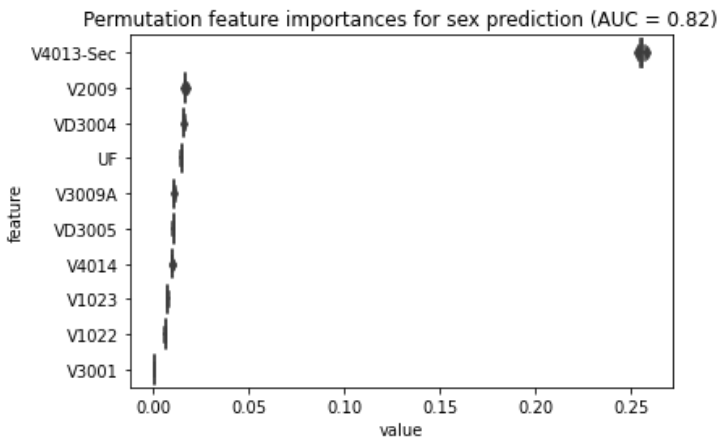 Permutation feature importances for sex prediction (AUC = 0.82)
V4013-Sec
V2009
VD3004
UF
V3009A
VD3005
V4014
V1023
V1022
V3001
feature
0.00 0.05 0.10 0.15 0.20 0.25
value